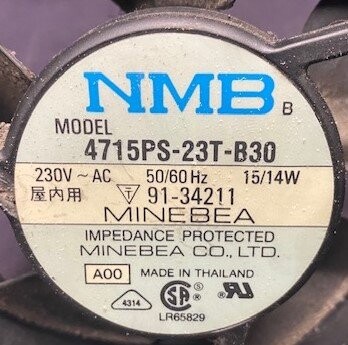 NMB B
MODEL
4715PS-23T-B30
230V ~ AC 50/60 Hz 15/14W
屋内用 91-34211
MINEBEA
IMPEDANCE PROTECTED
MINEBEA CO., LTD.
A00 MADE IN THAILAND
4314
LR65829